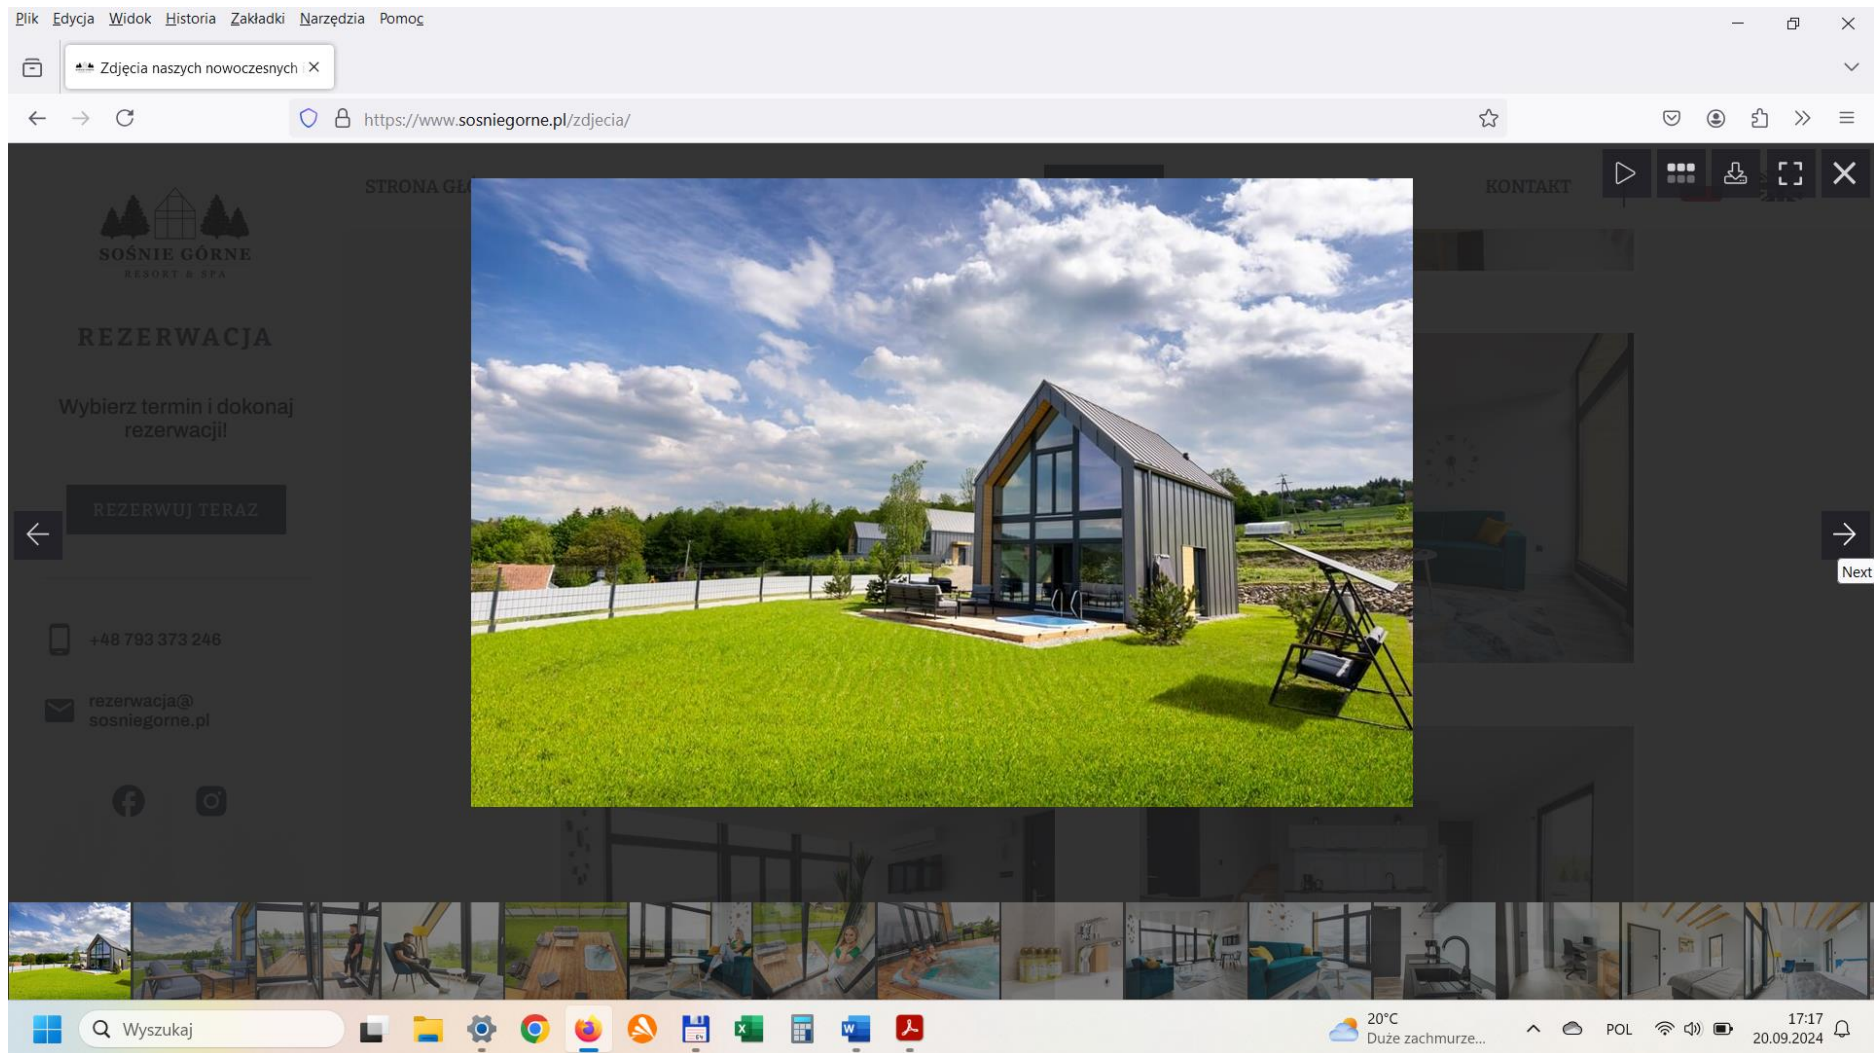 Plik Edycja Widok Historia Zakładki Narzędzia Pomoc
Zdjęcia naszych nowoczesnych
https://www.sosniegorne.pl/zdjecia/
STRONA GŁ
KONTAKT
SOŚNIE GÓRNE
RESORT & SPA
REZERWACJA
Wybierz termin i dokonaj
rezerwacji!
REZERWUJ TERAZ
Next
+48 793 373 246
rezerwacja@
sosniegorne.pl
Wyszukaj
20°C
Duże zachmurze...
POL
17:17
20.09.2024